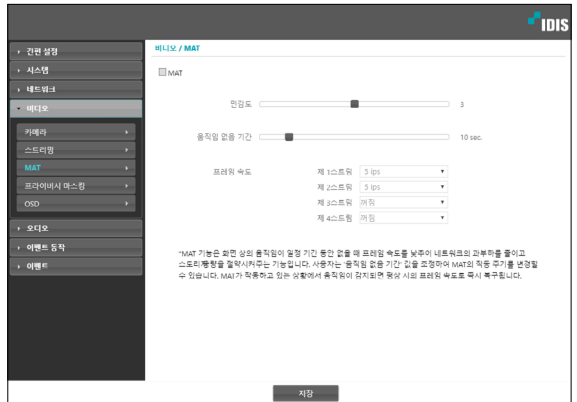 IDIS
간편 설정
시스템
네트워크
비디오
카메라
스트리밍
MAT
프라이버시 마스킹
OSD
오디오
이벤트 동작
이벤트
비디오 / MAT
MAT
민감도 3
움직임 없음 기간 10 sec.
프레임 속도 제 1스트림 5 ips
제 2스트림 5 ips
제 3스트림 꺼짐
제 4스트림 꺼짐
*MAT 기능은 화면 상의 움직임이 일정 기간 동안 없을 때 프레임 속도를 낮추어 네트워크의 과부하를 줄이고
스토리지용량을 절약시켜주는 기능입니다. 사용자는 '움직임 없음 기간' 값을 조정하여 MAT의 작동 주기를 변경할
수 있습니다. MAT가 작동하고 있는 상황에서 움직임이 감지되면 평상 시의 프레임 속도로 즉시 복구됩니다.
저장